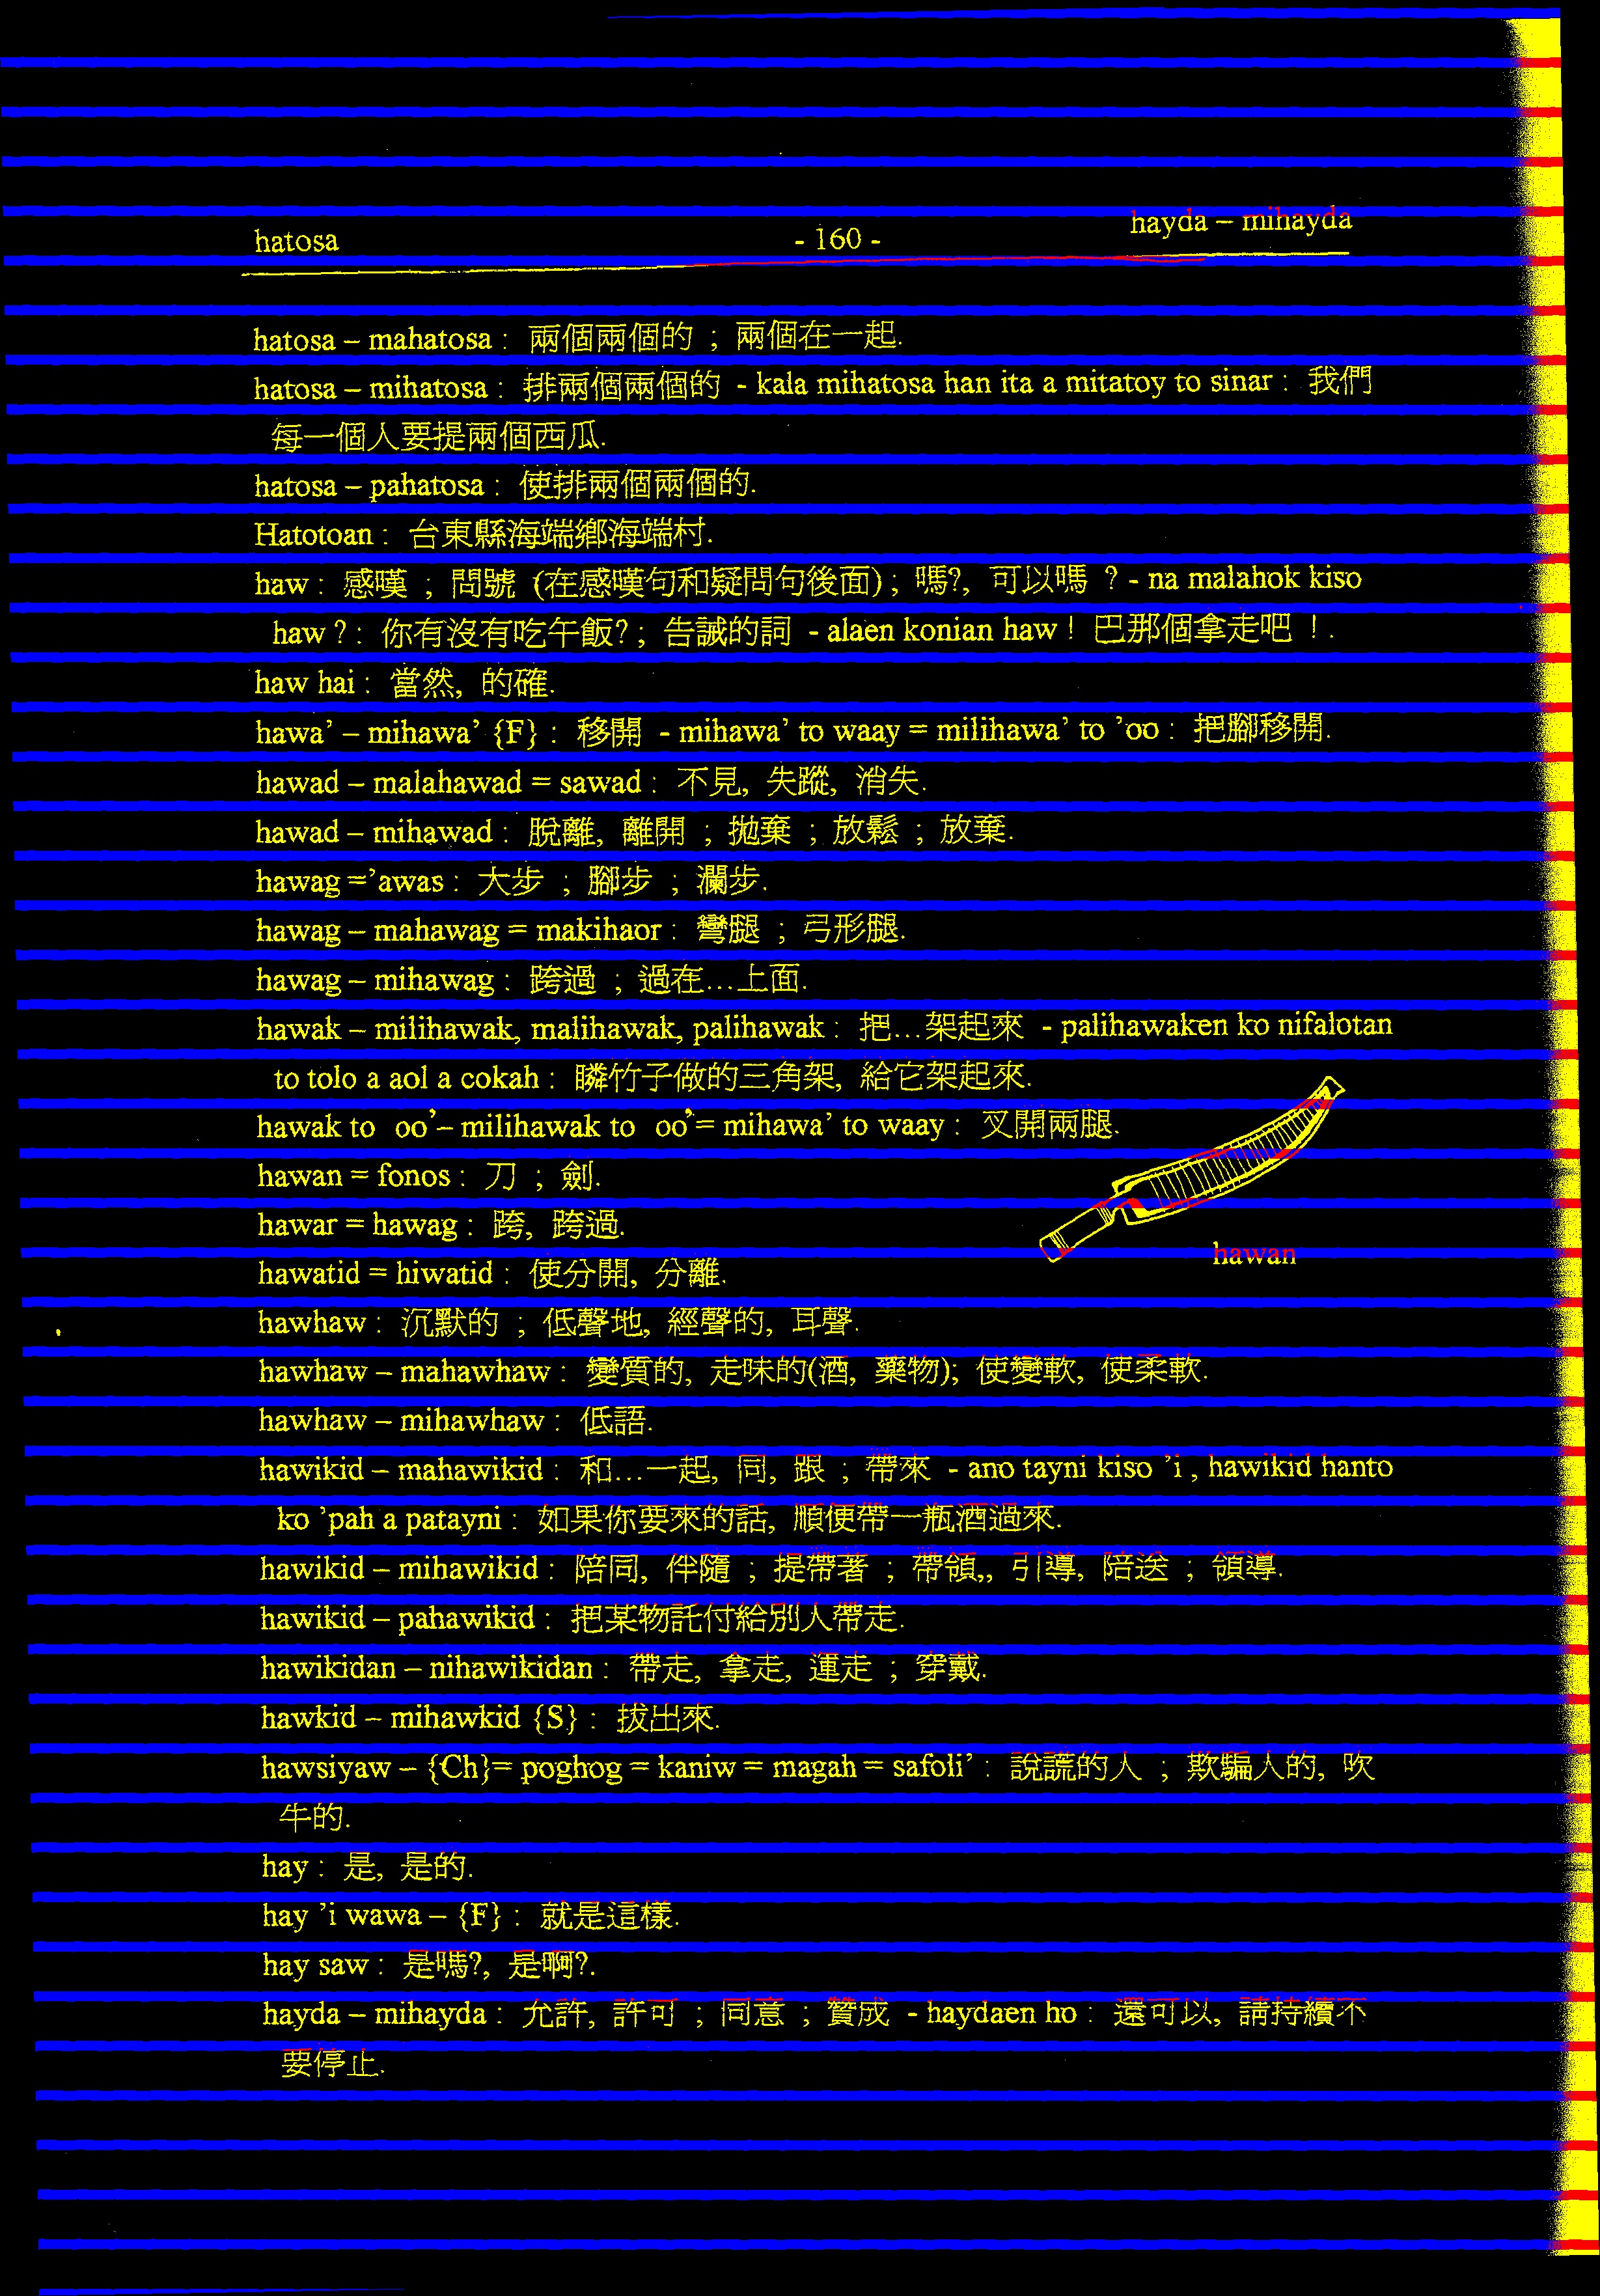 hatosa - 160 - hayda – mihayda
hatosa – mahatosa : 兩個兩個的 ; 兩個在一起.
hatosa – mihatosa : 排兩個兩個的 - kala mihatosa han ita a mitatoy to sinar : 我們
每一個人要提兩個西瓜.
hatosa – pahatosa : 使排兩個兩個的.
Hatotoan : 台東縣海端鄉海端村.
haw : 感嘆 ; 問號 (在感嘆句和疑問句後面) ; 嗎?, 可以嗎 ? - na malahok kiso
haw ? : 你有沒有吃午飯? ; 告誡的詞 - alaen konian haw ! 巴那個拿走吧 ! .
haw hai : 當然, 的確.
hawa’ – mihawa’ {F} : 移開 - mihawa’ to waay = milihawa’ to ’oo : 把腳移開.
hawad – malahawad = sawad : 不見, 失蹤, 消失.
hawad – mihawad : 脫離, 離開 ; 拋棄 ; 放鬆 ; 放棄.
hawag =’awas : 大步 ; 腳步 ; 瀾步.
hawag – mahawag = makihaor : 彎腿 ; 弓形腿.
hawag – mihawag : 跨過 ; 過在…上面.
hawak – milihawak, malihawak, palihawak : 把…架起來 - palihawaken ko nifalotan
to tolo a aol a cokah : 瞵竹子做的三角架, 給它架起來.
hawak to oo’– milihawak to oo’= mihawa’ to waay : 叉開兩腿.
hawan = fonos : 刀 ; 劍.
hawar = hawag : 跨, 跨過.
hawan
hawatid = hiwatid : 使分開, 分離.
hawhaw : 沉默的 ; 低聲地, 經聲的, 耳聲.
hawhaw – mahawhaw : 變質的, 走味的(酒, 藥物); 使變軟, 使柔軟.
hawhaw – mihawhaw : 低語.
hawikid – mahawikid : 和…一起, 同, 跟 ; 帶來 - ano tayni kiso ’i , hawikid hanto
ko ’pah a patayni : 如果你要來的話, 順便帶一瓶酒過來.
hawikid – mihawikid : 陪同, 伴隨 ; 提帶著 ; 帶領,, 引導, 陪送 ; 領導.
hawikid – pahawikid : 把某物託付給別人帶走.
hawikidan – nihawikidan : 帶走, 拿走, 運走 ; 穿戴.
hawkid – mihawkid {S} : 拔出來.
hawsiyaw – {Ch}= poghog = kaniw = magah = safoli’ : 說謊的人 ; 欺騙人的, 吹
牛的.
hay : 是, 是的.
hay ’i wawa – {F} : 就是這樣.
hay saw : 是嗎?, 是啊?.
hayda – mihayda : 允許, 許可 ; 同意 ; 贊成 - haydaen ho : 還可以, 請持續不
要停止.